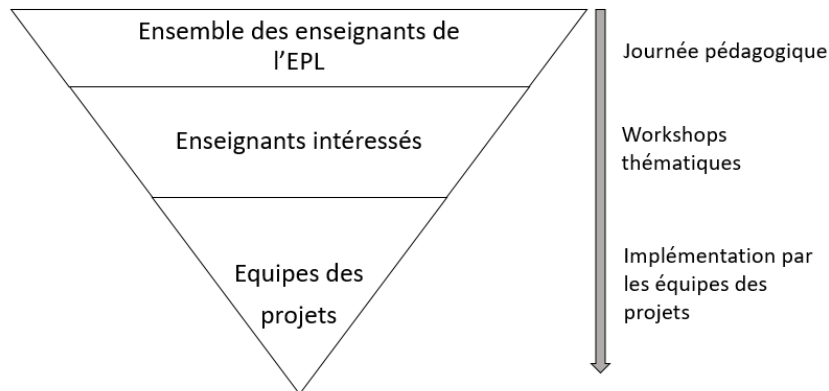 Ensemble des enseignants de
l'EPL
Journée pédagogique
Enseignants intéressés
Workshops
thématiques
Equipes des
projets
Implémentation par
les équipes des
projets